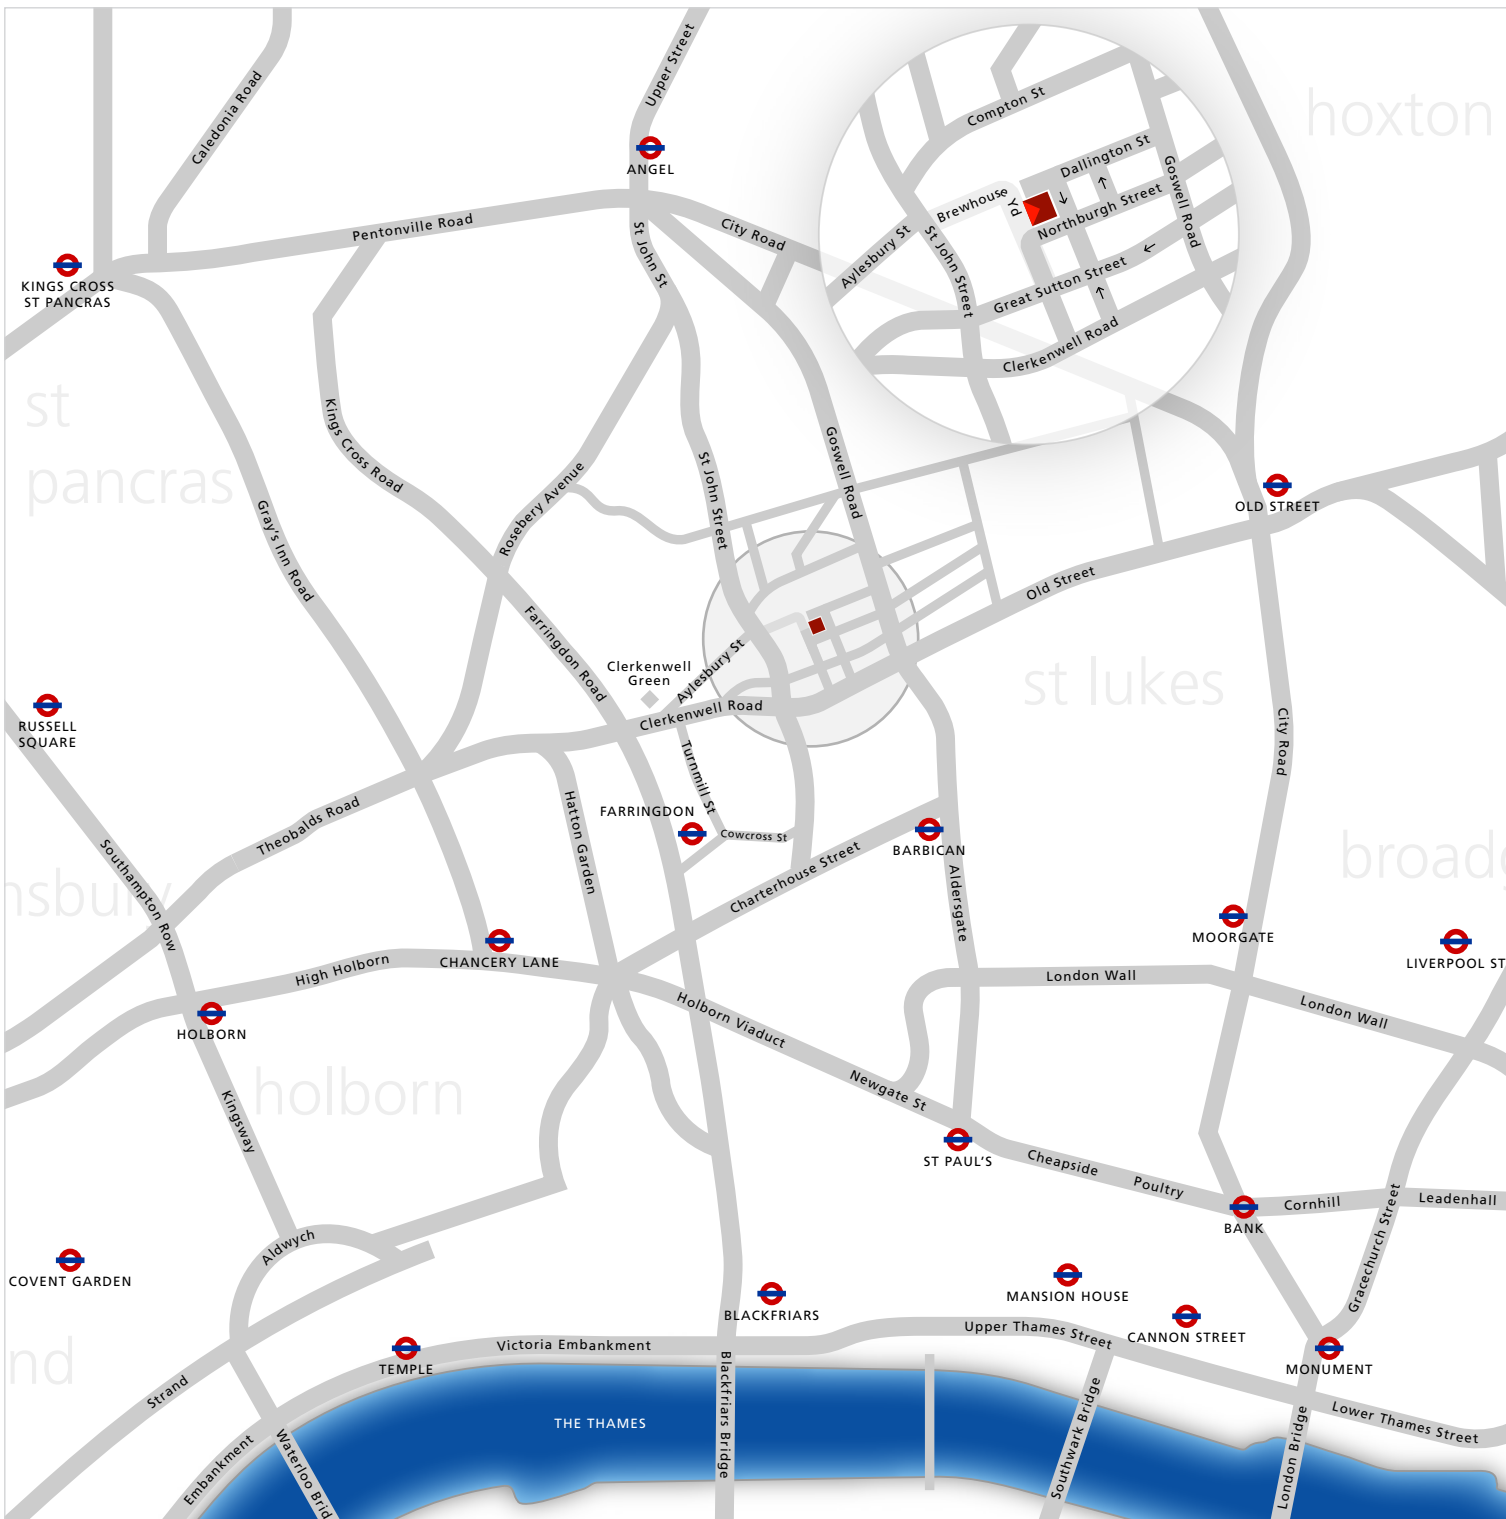 Upper Street
Caledonia Road
hoxton
Compton St
ANGEL
Dallington St
Goswell Road
Brewhouse
Yd
Northburgh Street
Pentonville Road
City Road
St John St
Aylesbury St
St John Street
Great Sutton Street
KINGS CROSS
ST PANCRAS
Clerkenwell Road
st
pancras
Kings Cross Road
Goswell Road
St John Street
Rosebery Avenue
OLD STREET
Gray's Inn Road
Old Street
Farringdon Road
Clerkenwell
Green
Aylesbury St
st lukes
Clerkenwell Road
RUSSELL
SQUARE
City Road
Turnmill St
FARRINGDON
Cowcross St
Theobalds Road
Hatton Garden
BARBICAN
Charterhouse Street
broadg
Southampton Row
nsbury
Aldersgate
MOORGATE
LIVERPOOL ST
CHANCERY LANE
High Holborn
London Wall
London Wall
HOLBORN
Holborn Viaduct
holborn
Newgate St
Kingsway
ST PAUL'S
Cheapside
Poultry
Cornhill
Leadenhall
BANK
Gracechurch Street
Aldwych
COVENT GARDEN
MANSION HOUSE
BLACKFRIARS
CANNON STREET
Upper Thames Street
Victoria Embankment
TEMPLE
MONUMENT
nd
Strand
Blackfriars Bridge
Southwark Bridge
London Bridge
Lower Thames Street
THE THAMES
Embankment
Waterloo Brid